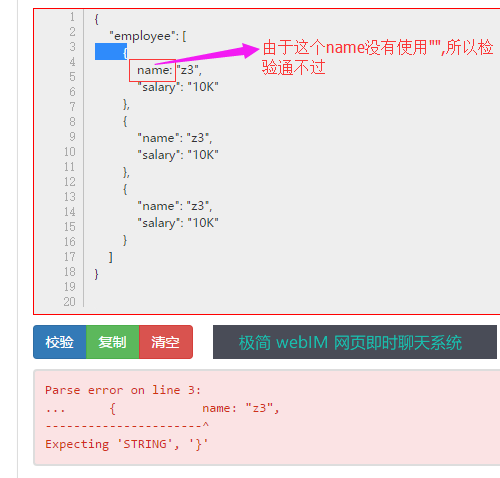 1 {
2 "employee": [
3 {
4 name: "z3",
5 "salary": "10K"
6 },
7 {
8 "name": "z3",
9 "salary": "10K"
10 },
11 {
12 "name": "z3",
13 "salary": "10K"
14 }
15 ]
16 }
17
18
19
20
由于这个name没有使用"",所以检
验通不过
校验 复制 清空 极简 webIM 网页即时聊天系统
Parse error on line 3:
... { name: "z3",
----------------------^
Expecting 'STRING', '}'